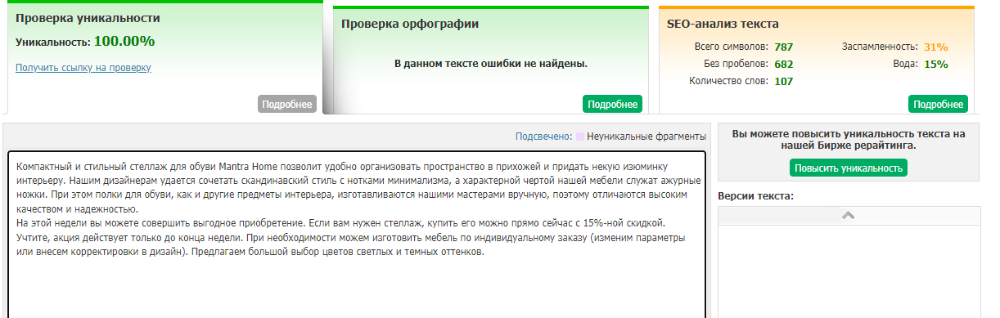 Проверка уникальности
Уникальность: 100.00%
Получить ссылку на проверку
Подробнее
Проверка орфографии
В данном тексте ошибки не найдены.
Подробнее
SEO-анализ текста
Всего символов: 787
Без пробелов: 682
Количество слов: 107
Заспамленность: 31%
Вода: 15%
Подробнее
Подсвечено: Неуникальные фрагменты
Компактный и стильный стеллаж для обуви Mantra Home позволит удобно организовать пространство в прихожей и придать некую изюминку
интерьеру. Нашим дизайнерам удается сочетать скандинавский стиль с нотками минимализма, а характерной чертой нашей мебели служат ажурные
ножки. При этом полки для обуви, как и другие предметы интерьера, изготавливаются нашими мастерами вручную, поэтому отличаются высоким
качеством и надежностью.
На этой недели вы можете совершить выгодное приобретение. Если вам нужен стеллаж, купить его можно прямо сейчас с 15%-ной скидкой.
Учтите, акция действует только до конца недели. При необходимости можем изготовить мебель по индивидуальному заказу (изменим параметры
или внесем корректировки в дизайн). Предлагаем большой выбор цветов светлых и темных оттенков.
Вы можете повысить уникальность текста на
нашей Бирже рерайтинга.
Повысить уникальность
Версии текста: